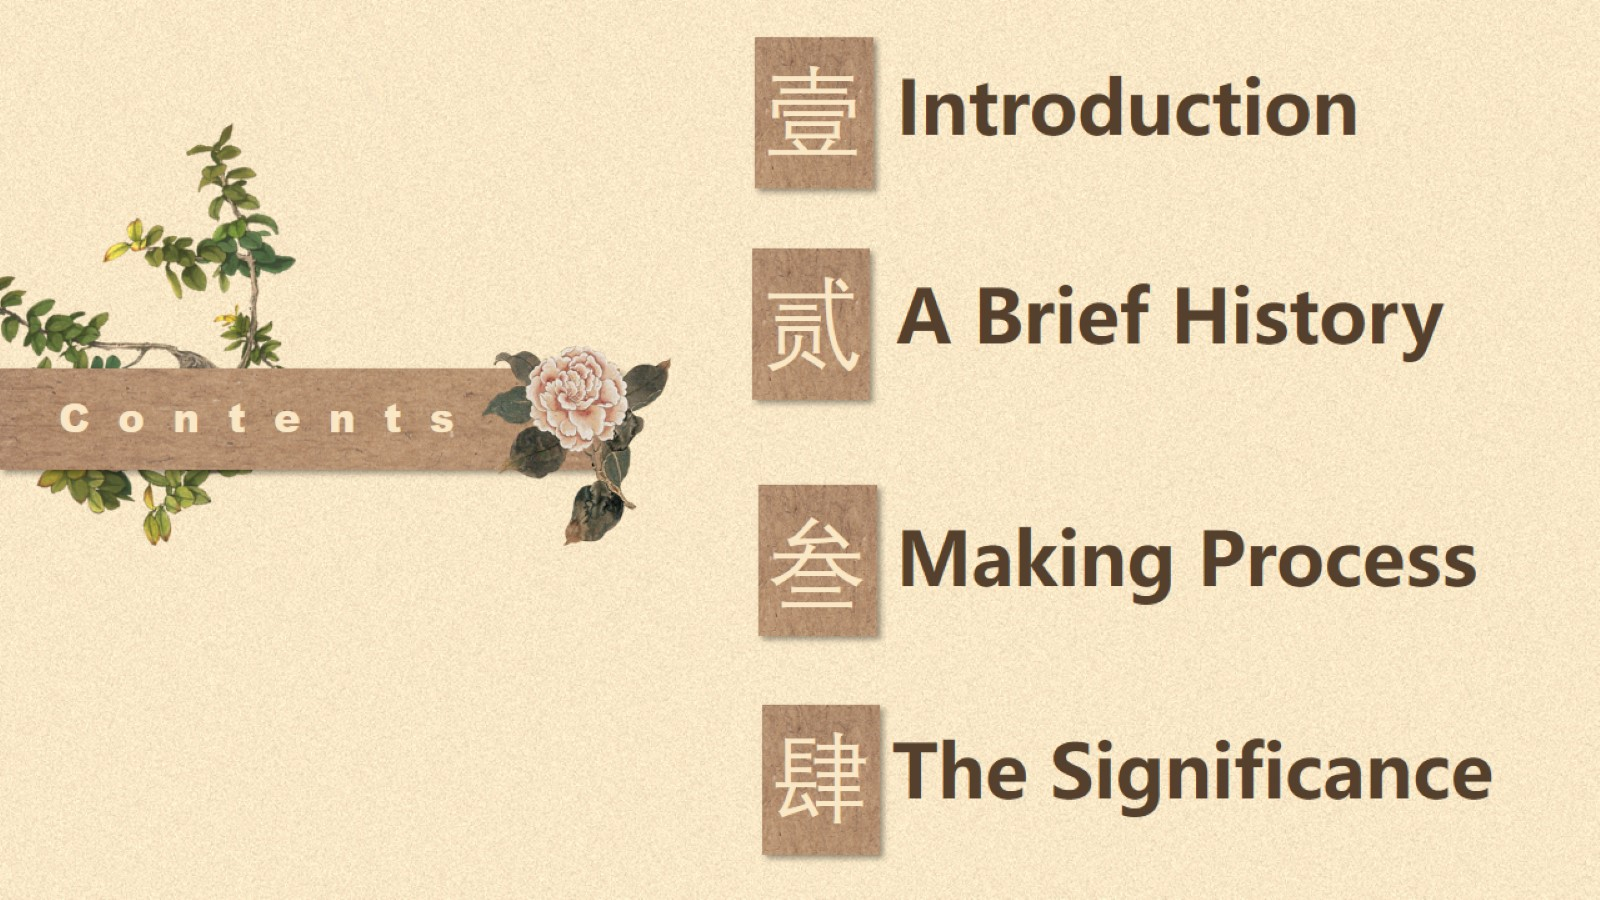 Contents
壹 Introduction
贰 A Brief History
叁 Making Process
肆 The Significance